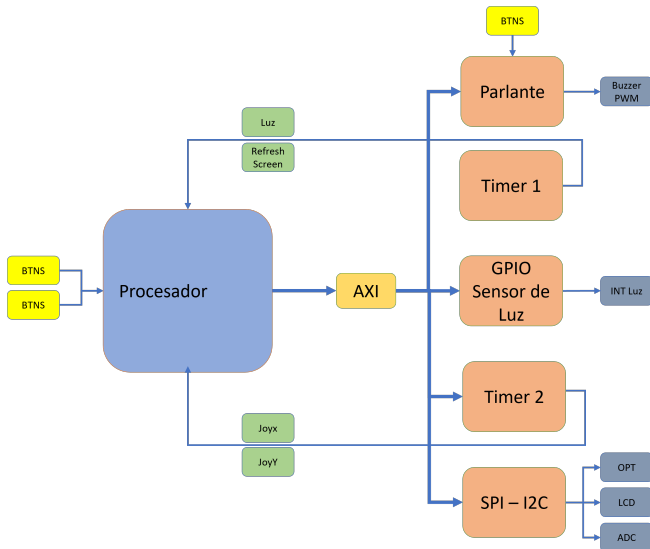 BTNS
Parlante
Buzzer
PWM
Luz
Refresh
Screen
Timer 1
BTNS
BTNS
Procesador
AXI
GPIO
Sensor de
Luz
INT Luz
Timer 2
Joyx
JoyY
SPI – I2C
OPT
LCD
ADC